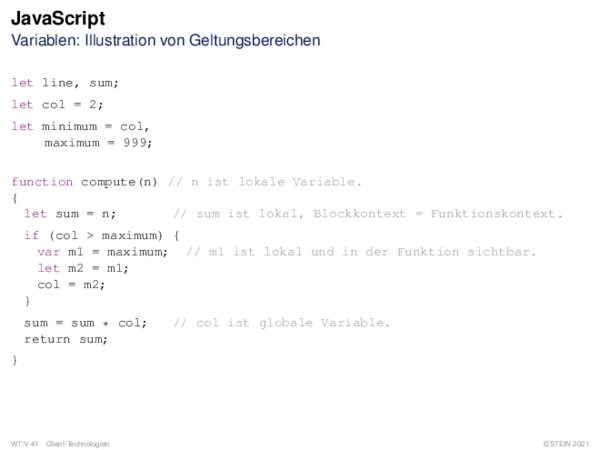 JavaScript
Variablen: Illustration von Geltungsbereichen
let line, sum;
let col = 2;
let minimum = col,
maximum = 999;
function compute(n) // n ist lokale Variable.
{
let sum = n; // sum ist lokal, Blockkontext = Funktionskontext.
if (col > maximum) {
var m1 = maximum; // m1 ist lokal und in der Funktion sichtbar.
let m2 = m1;
col = m2;
}
sum = sum * col; // col ist globale Variable.
return sum;
}
WT:V-41 Client-Technologien ©STEIN 2021